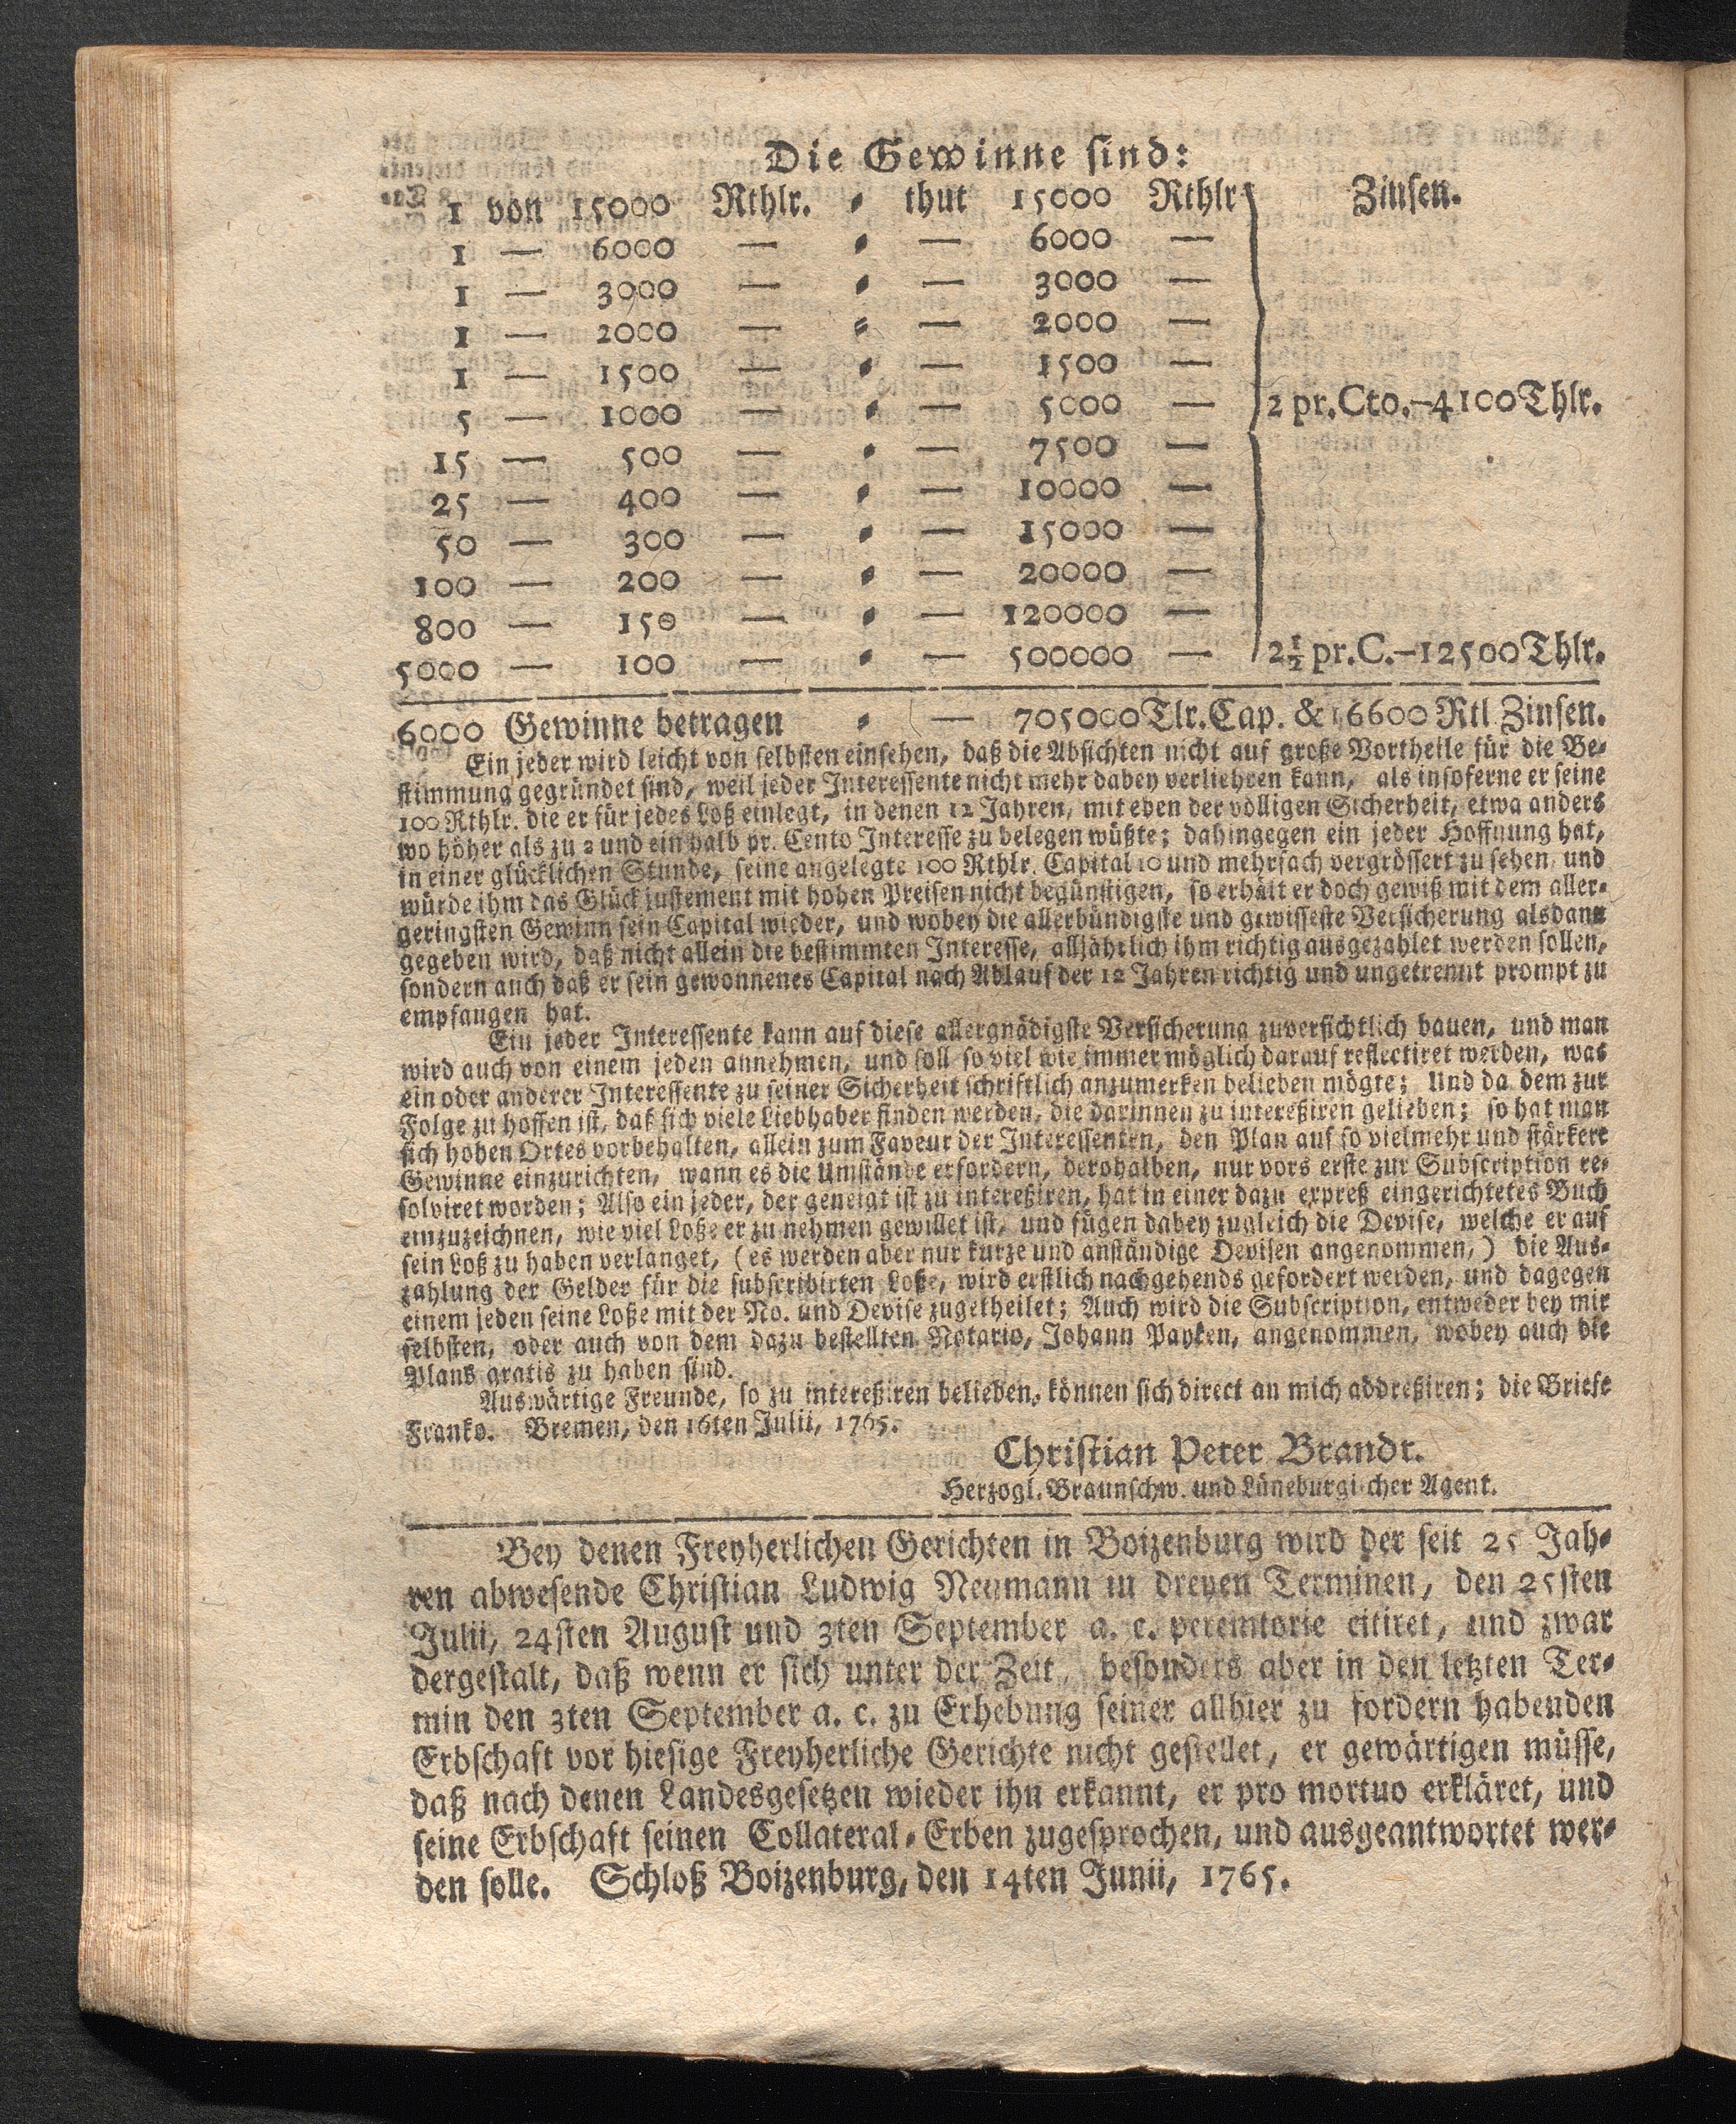 Die Gewinne sind:
1 von 15000 Rthlr. ⸗ thut 15000 Rthlr Zinsen.
1 — 6000 — ⸗ — 6000 —
1 — 3000 — ⸗ — 3000 —
1 — 2000 — ⸗ — 2000 —
1 — 1500 — ⸗ — 1500 —
5 — 1000 — ⸗ — 5000 — 2 pr. Cto.—4100 Thlr.
15 — 500 — ⸗ — 7500 —
25 — 400 — ⸗ — 10000 —
50 — 300 — ⸗ — 15000 —
100 — 200 — ⸗ — 20000 —
800 — 150 — ⸗ — 120000 —
5000 — 100 — ⸗ — 500000 — 2½ pr. C.—12500 Thlr.
6000 Gewinne betragen ⸗ — 705000 Tlr. Cap. & 16600 Rtl Zinsen.
Ein jeder wird leicht von selbsten einsehen, daß die Absichten nicht auf große Vortheile für die Be⸗
stimmung gegründet sind, weil jeder Interessente nicht mehr dabey verliehren kann, als insoferne er seine
100 Rthlr. die er für jedes Loß einlegt, in denen 12 Jahren, mit eben der völligen Sicherheit, etwa anders
wo höher als zu 2 und ein halb pr. Cento Interesse zu belegen wüßte; dahingegen ein jeder Hoffnung hat,
in einer glücklichen Stunde, seine angelegte 100 Rthlr. Capital 10 und mehrfach vergrössert zu sehen, und
würde ihm das Glück justement mit hohen Preisen nicht begünstigen, so erhält er doch gewiß mit dem aller⸗
geringsten Gewinn sein Capital wieder, und wobey die allerbündigste und gewisseste Versicherung alsdann
gegeben wird, daß nicht allein die bestimmten Interesse, alljährlich ihm richtig ausgezahlet werden sollen,
sondern auch daß er sein gewonnenes Capital nach Ablauf der 12 Jahren richtig und ungetrennt prompt zu
empfangen hat.
Ein jeder Interessente kann auf diese allergnädigste Versicherung zuversichtlich bauen, und man
wird auch von einem jeden annehmen, und soll so viel wie immer möglich darauf reflectiret werden, was
ein oder anderer Interessente zu seiner Sicherheit schriftlich anzumerken belieben mögte; Und da dem zur
Folge zu hoffen ist, daß sich viele Liebhaber finden werden, die darinnen zu intereßiren gelieben; so hat man
sich hohen Ortes vorbehalten, allein zum Faveur der Interessenten, den Plan auf so vielmehr und stärkere
Gewinne einzurichten, wann es die Umstände erfordern, derohalben, nur vors erste zur Subscription re⸗
solviret worden; Also ein jeder, der geneigt ist zu intereßiren, hat in einer dazu expreß eingerichtetes Buch
einzuzeichnen, wie viel Loße er zu nehmen gewillet ist, und fügen dabey zugleich die Devise, welche er auf
sein Loß zu haben verlanget, (es werden aber nur kurze und anständige Devisen angenommen,) die Aus⸗
zahlung der Gelder für die subscribirten Loße, wird erstlich nachgehends gefordert werden, und dagegen
einem jeden seine Loße mit der No. und Devise zugetheilet; Auch wird die Subscription, entweder bey mir
selbsten, oder auch von dem dazu bestellten Notario, Johann Payken, angenommen, wobey auch die
Plans gratis zu haben sind.
Auswärtige Freunde, so zu intereßiren belieben, können sich direct an mich addreßiren; die Briefe
Franko. Bremen, den 16ten Julii, 1765.
Christian Peter Brandt.
Herzogl. Braunschw. und Lüneburgischer Agent.
Bey denen Freyherlichen Gerichten in Boizenburg wird der seit 25 Jah⸗
ren abwesende Christian Ludwig Neumann in dreyen Terminen, den 25sten
Julii, 24sten August und 3ten September a. c. peremtorie citiret, und zwar
dergestalt, daß wenn er sich unter der Zeit, besonders aber in den letzten Ter⸗
min den 3ten September a. c. zu Erhebung seiner allhier zu fordern habenden
Erbschaft vor hiesige Freyherliche Gerichte nicht gestellet, er gewärtigen müsse,
daß nach denen Landesgesetzen wieder ihn erkannt, er pro mortuo erkläret, und
seine Erbschaft seinen Collateral⸗Erben zugesprochen, und ausgeantwortet wer⸗
den solle. Schloß Boizenburg, den 14ten Junii, 1765.